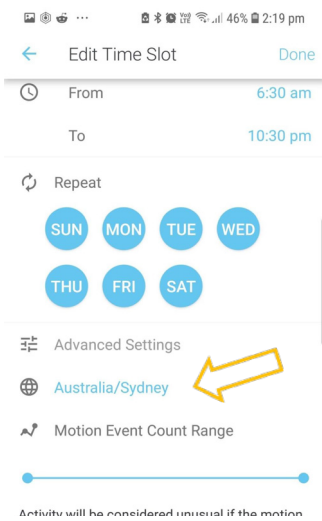 46% 2:19 pm
Edit Time Slot Done
From 6:30 am
To 10:30 pm
Repeat
SUN MON TUE WED
THU FRI SAT
Advanced Settings
Australia/Sydney
Motion Event Count Range
Activity will be considered unusual if the motion